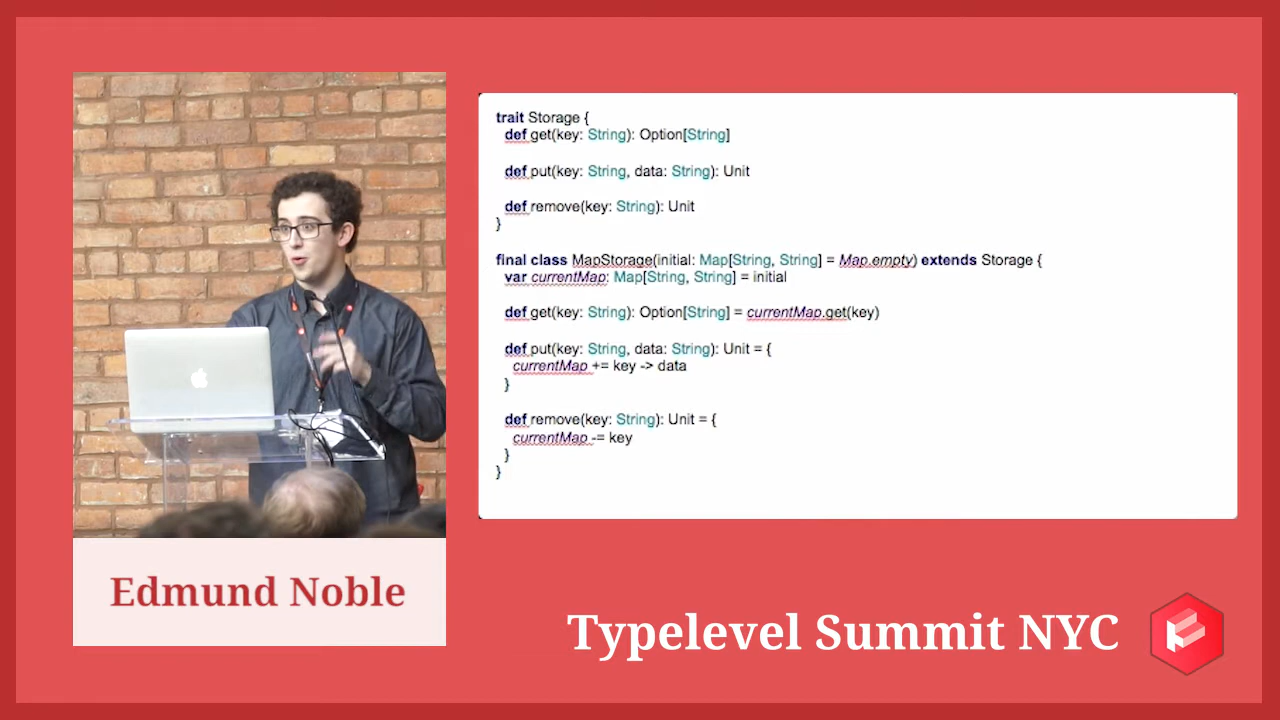 trait Storage {
def get(key: String): Option[String]
def put(key: String, data: String): Unit
def remove(key: String): Unit
}
final class MapStorage(initial: Map[String, String] = Map.empty) extends Storage {
var currentMap: Map[String, String] = initial
def get(key: String): Option[String] = currentMap.get(key)
def put(key: String, data: String): Unit = {
currentMap += key -> data
}
def remove(key: String): Unit = {
currentMap -= key
}
}
Edmund Noble
Typelevel Summit NYC